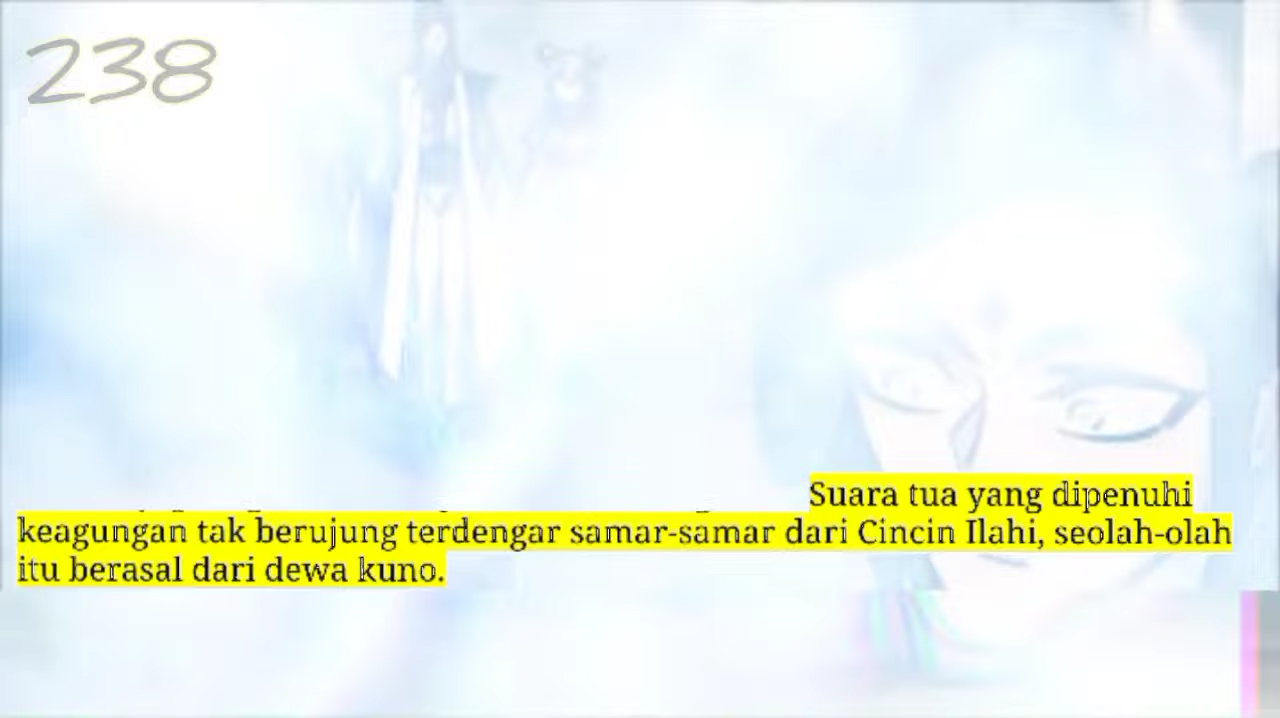 238
Suara tua yang dipenuhi
keagungan tak berujung terdengar samar-samar dari Cincin Ilahi, seolah-olah
itu berasal dari dewa kuno.